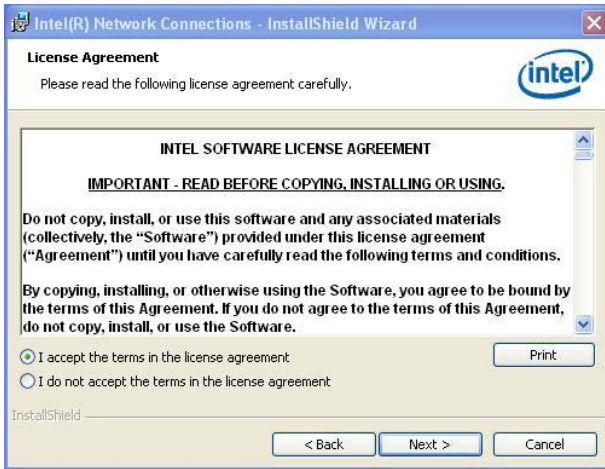 Intel(R) Network Connections - InstallShield Wizard
License Agreement
Please read the following license agreement carefully.
intel
INTEL SOFTWARE LICENSE AGREEMENT
IMPORTANT - READ BEFORE COPYING, INSTALLING OR USING.
Do not copy, install, or use this software and any associated materials
(collectively, the “Software”) provided under this license agreement
(“Agreement”) until you have carefully read the following terms and conditions.
By copying, installing, or otherwise using the Software, you agree to be bound by
the terms of this Agreement. If you do not agree to the terms of this Agreement,
do not copy, install, or use the Software.
I accept the terms in the license agreement
Print
I do not accept the terms in the license agreement
InstallShield
< Back
Next >
Cancel